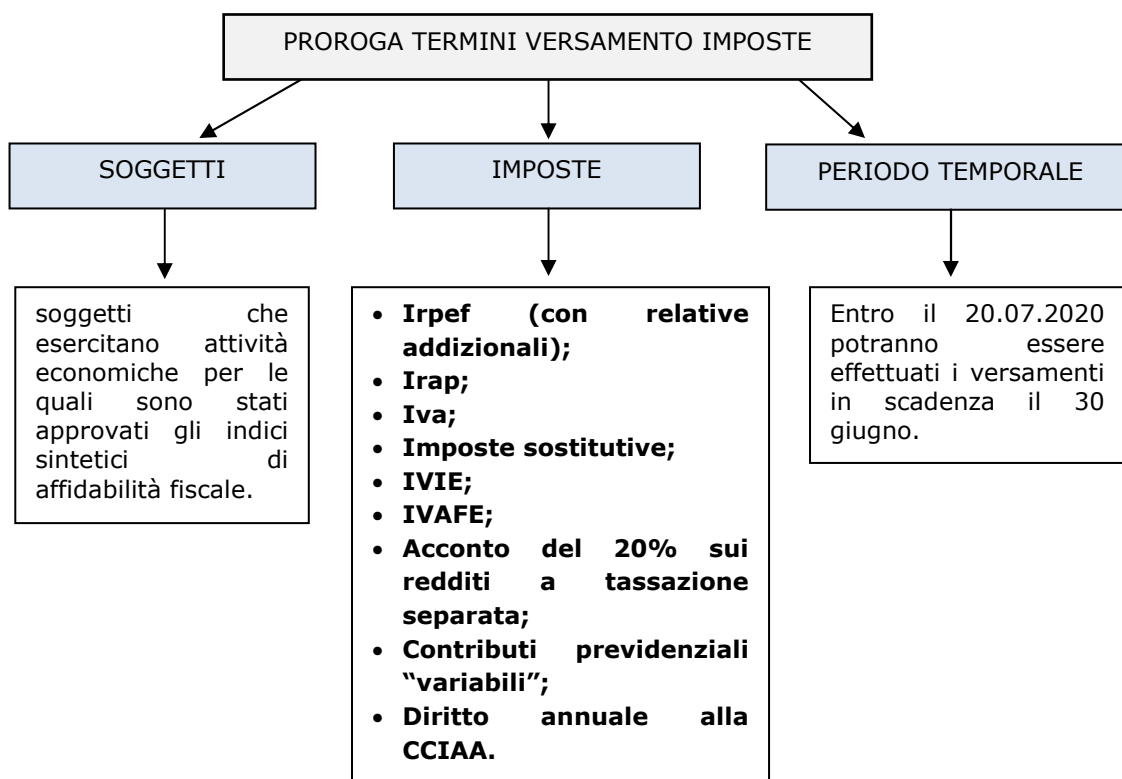 PROROGA TERMINI VERSAMENTO IMPOSTE
SOGGETTI
soggetti che
esercitano attività
economiche per le
quali sono stati
approvati gli indici
sintetici di
affidabilità fiscale.
IMPOSTE
• Irpef (con relative
addizionali);
• Irap;
• Iva;
• Imposte sostitutive;
• IVIE;
• IVAFE;
• Acconto del 20% sui
redditi a tassazione
separata;
• Contributi previdenziali
“variabili”;
• Diritto annuale alla
CCIAA.
PERIODO TEMPORALE
Entro il 20.07.2020
potranno essere
effettuati i versamenti
in scadenza il 30
giugno.